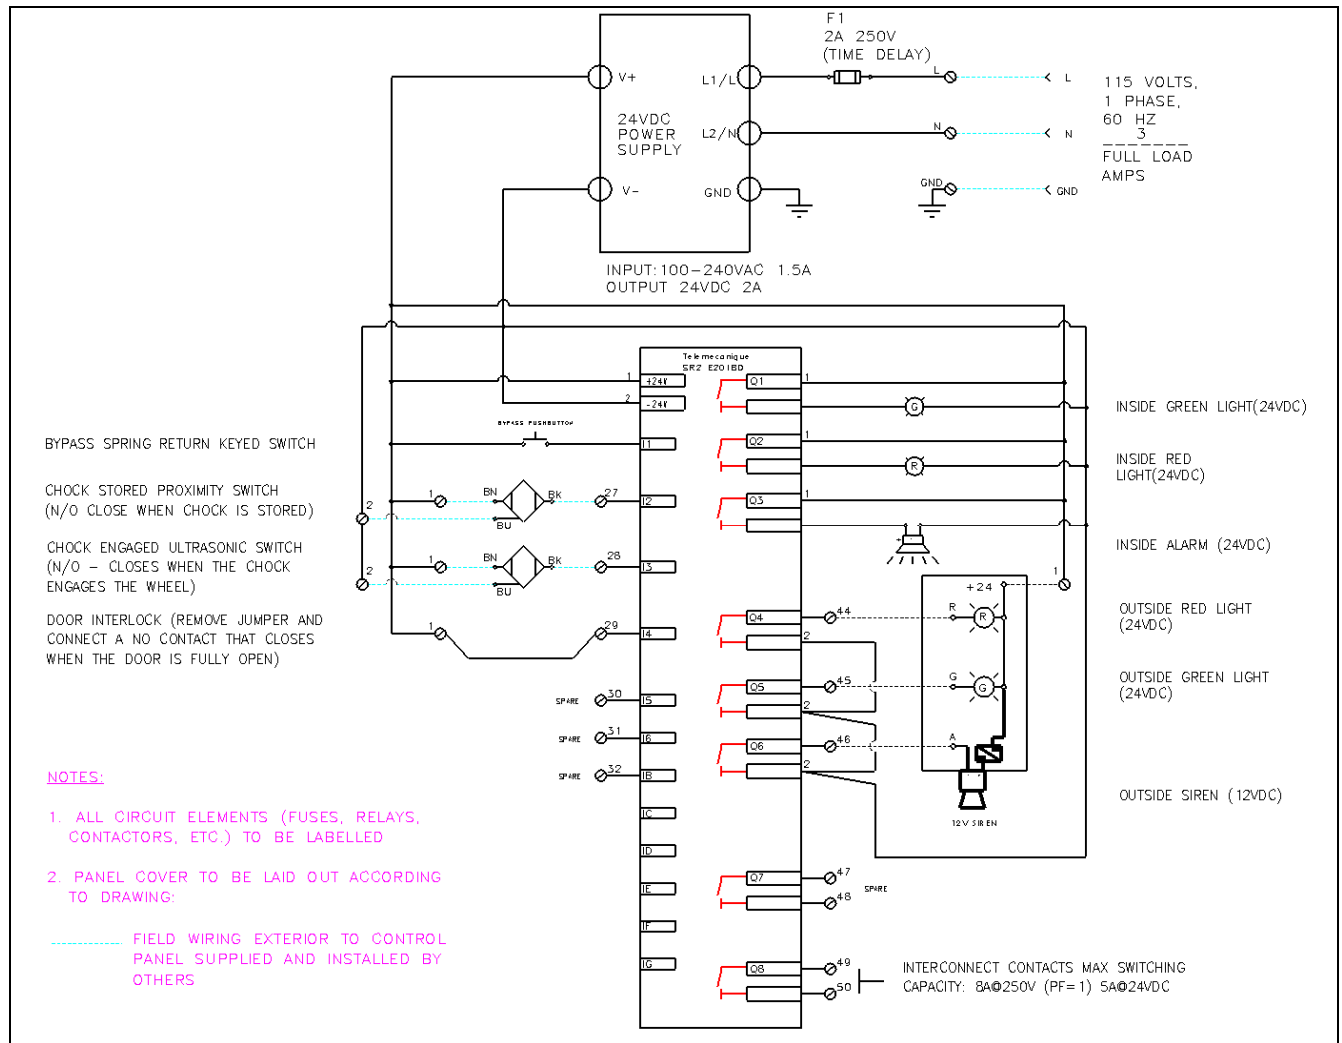 F1
2A 250V
(TIME DELAY)
V+
L1/L
L
L
115 VOLTS,
1 PHASE,
60 HZ
3
FULL LOAD
AMPS
24VDC
POWER
SUPPLY
L2/N
N
N
V-
GND
GND
GND
INPUT:100-240VAC 1.5A
OUTPUT 24VDC 2A
Telemecanique
SR2 E201BD
1
+24V
Q1
1
2
-24V
G
INSIDE GREEN LIGHT(24VDC)
BYPASS PUSHBUTTON
BYPASS SPRING RETURN KEYED SWITCH
I1
Q2
1
R
INSIDE RED
LIGHT(24VDC)
CHOCK STORED PROXIMITY SWITCH
(N/O CLOSE WHEN CHOCK IS STORED)
2
1
BN
BK
BU
27
I2
Q3
1
+
INSIDE ALARM (24VDC)
CHOCK ENGAGED ULTRASONIC SWITCH
(N/O - CLOSES WHEN THE CHOCK
ENGAGES THE WHEEL)
2
1
BN
BK
BU
28
I3
+24
1
DOOR INTERLOCK (REMOVE JUMPER AND
CONNECT A NO CONTACT THAT CLOSES
WHEN THE DOOR IS FULLY OPEN)
1
29
I4
Q4
44
2
R
R
OUTSIDE RED LIGHT
(24VDC)
SPARE
30
I5
Q5
45
2
G
G
OUTSIDE GREEN LIGHT
(24VDC)
SPARE
31
I6
Q6
46
2
A
SPARE
32
IB
12V SIREN
OUTSIDE SIREN (12VDC)
NOTES:
1. ALL CIRCUIT ELEMENTS (FUSES, RELAYS,
CONTACTORS, ETC.) TO BE LABELLED
2. PANEL COVER TO BE LAID OUT ACCORDING
TO DRAWING:
FIELD WIRING EXTERIOR TO CONTROL
PANEL SUPPLIED AND INSTALLED BY
OTHERS
IC
ID
IE
Q7
47
48
SPARE
IF
IG
Q8
49
50
INTERCONNECT CONTACTS MAX SWITCHING
CAPACITY: 8A@250V (PF=1) 5A@24VDC